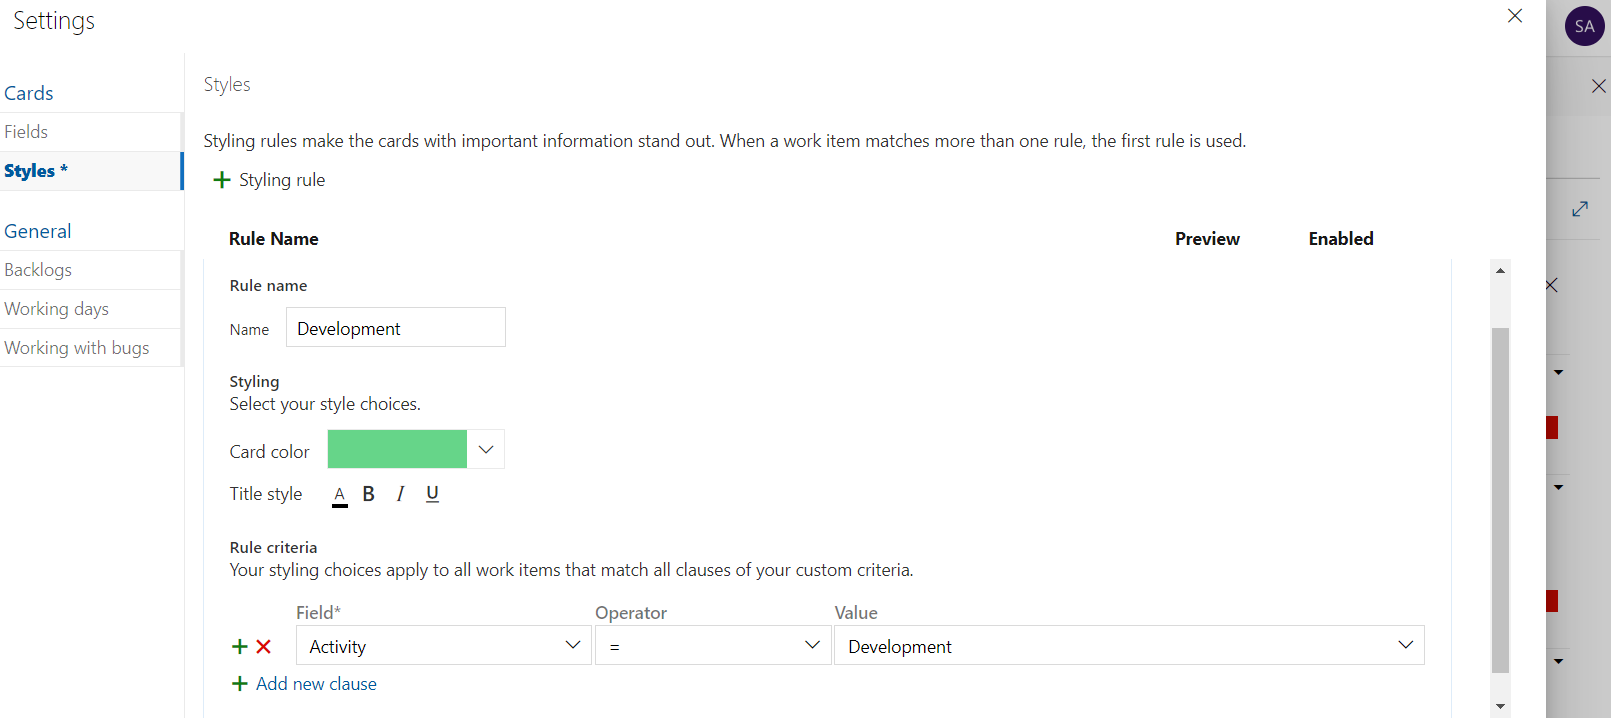 Settings
SA
Cards
Fields
Styles *
General
Backlogs
Working days
Working with bugs
Styles
Styling rules make the cards with important information stand out. When a work item matches more than one rule, the first rule is used.
+ Styling rule
Rule Name Preview Enabled
Rule name
Name Development
Styling
Select your style choices.
Card color
Title style A B I U
Rule criteria
Your styling choices apply to all work items that match all clauses of your custom criteria.
Field* Operator Value
Activity = Development
+ Add new clause